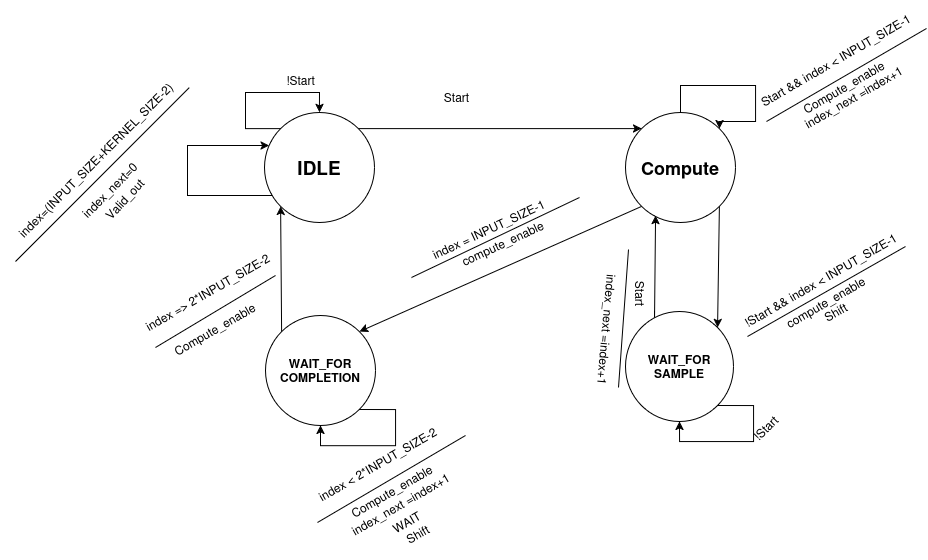 !Start
Start
Start && index < INPUT_SIZE-1
Compute_enable
index_next =index+1
index=(INPUT_SIZE+KERNEL_SIZE-2)
index_next=0
Valid_out
IDLE
Compute
index = INPUT_SIZE-1
compute_enable
index => 2*INPUT_SIZE-2
Compute_enable
Start
index_next =index+1
!Start && index < INPUT_SIZE-1
compute_enable
Shift
WAIT_FOR
COMPLETION
WAIT_FOR
SAMPLE
!Start
index < 2*INPUT_SIZE-2
Compute_enable
index_next =index+1
WAIT
Shift